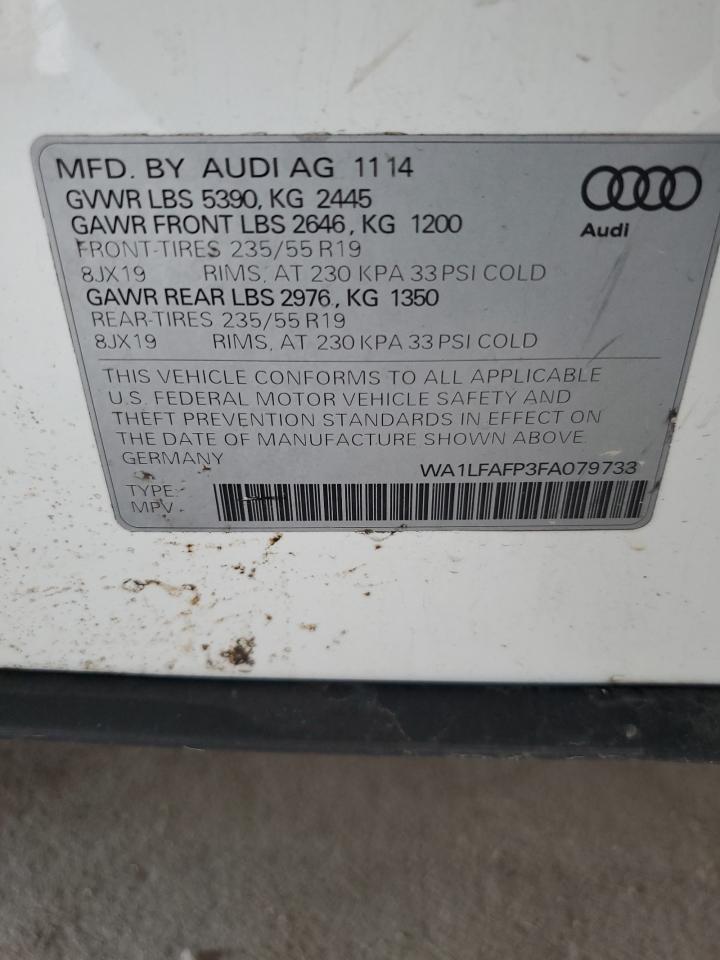 MFD. BY AUDI AG 11 14
GVWR LBS 5390, KG 2445
GAWR FRONT LBS 2646, KG 1200
FRONT-TIRES 235/55 R19
8JX19 RIMS, AT 230 KPA 33 PSI COLD
GAWR REAR LBS 2976, KG 1350
REAR-TIRES 235/55 R19
8JX19 RIMS, AT 230 KPA 33 PSI COLD
Audi
THIS VEHICLE CONFORMS TO ALL APPLICABLE
U.S. FEDERAL MOTOR VEHICLE SAFETY AND
THEFT PREVENTION STANDARDS IN EFFECT ON
THE DATE OF MANUFACTURE SHOWN ABOVE.
GERMANY
WA1LFAFP3FA079733
TYPE:
MPV